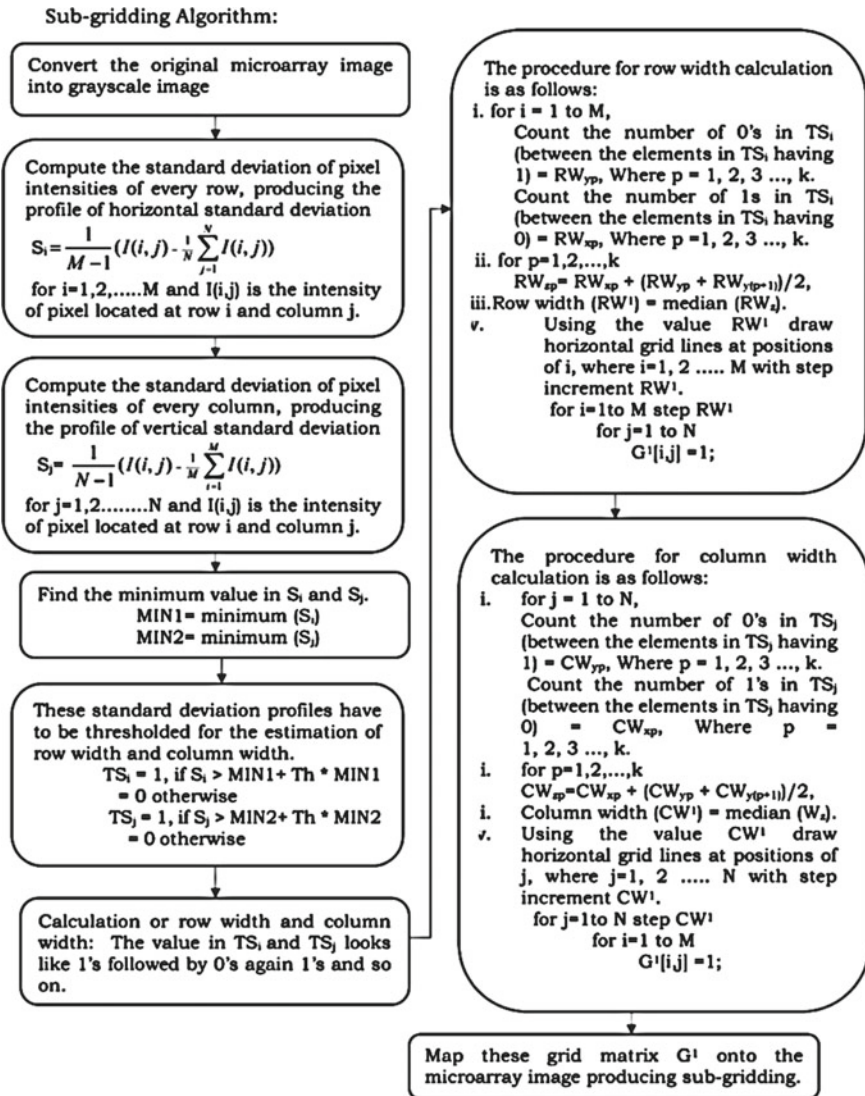 Sub-gridding Algorithm:
Convert the original microarray image
into grayscale image
Compute the standard deviation of pixel
intensities of every row, producing the
profile of horizontal standard deviation
Sᵢ= 1/(M−1) (I(i,j) - 1/N ∑_{j=1}^{N} I(i,j))
for i=1,2,.....M and I(i,j) is the intensity
of pixel located at row i and column j.
Compute the standard deviation of pixel
intensities of every column, producing
the profile of vertical standard deviation
Sⱼ= 1/(N−1) (I(i,j) - 1/M ∑_{i=1}^{M} I(i,j))
for j=1,2........N and I(i,j) is the intensity
of pixel located at row i and column j.
Find the minimum value in Sᵢ and Sⱼ.
MIN1= minimum (Sᵢ)
MIN2= minimum (Sⱼ)
These standard deviation profiles have
to be thresholded for the estimation of
row width and column width.
TSᵢ = 1, if Sᵢ > MIN1+ Th * MIN1
= 0 otherwise
TSⱼ = 1, if Sⱼ > MIN2+ Th * MIN2
= 0 otherwise
Calculation or row width and column
width: The value in TSᵢ and TSⱼ looks
like 1's followed by 0's again 1's and so
on.
The procedure for row width calculation
is as follows:
i. for i = 1 to M,
Count the number of 0's in TSᵢ
(between the elements in TSᵢ having
1) = RW_yp, Where p = 1, 2, 3 ..., k.
Count the number of 1s in TSᵢ
(between the elements in TSᵢ having
0) = RW_xp, Where p =1, 2, 3 ..., k.
ii. for p=1,2,...,k
RW_zp= RW_xp + (RW_yp + RW_y(p+1))/2,
iii.Row width (RW¹) = median (RW_z).
v. Using the value RW¹ draw
horizontal grid lines at positions
of i, where i=1, 2 ..... M with step
increment RW¹.
for i=1to M step RW¹
for j=1 to N
G¹[i,j] =1;
The procedure for column width
calculation is as follows:
i. for j = 1 to N,
Count the number of 0's in TSⱼ
(between the elements in TSⱼ having
1) = CW_yp, Where p = 1, 2, 3 ..., k.
Count the number of 1's in TSⱼ
(between the elements in TSⱼ having
0) = CW_xp, Where p =
1, 2, 3 ..., k.
i. for p=1,2,...,k
CW_zp=CW_xp + (CW_yp + CW_y(p+1))/2,
i. Column width (CW¹) = median (W_z).
v. Using the value CW¹ draw
horizontal grid lines at positions of
j, where j=1, 2 ..... N with step
increment CW¹.
for j=1to N step CW¹
for i=1 to M
G¹[i,j] =1;
Map these grid matrix G¹ onto the
microarray image producing sub-gridding.